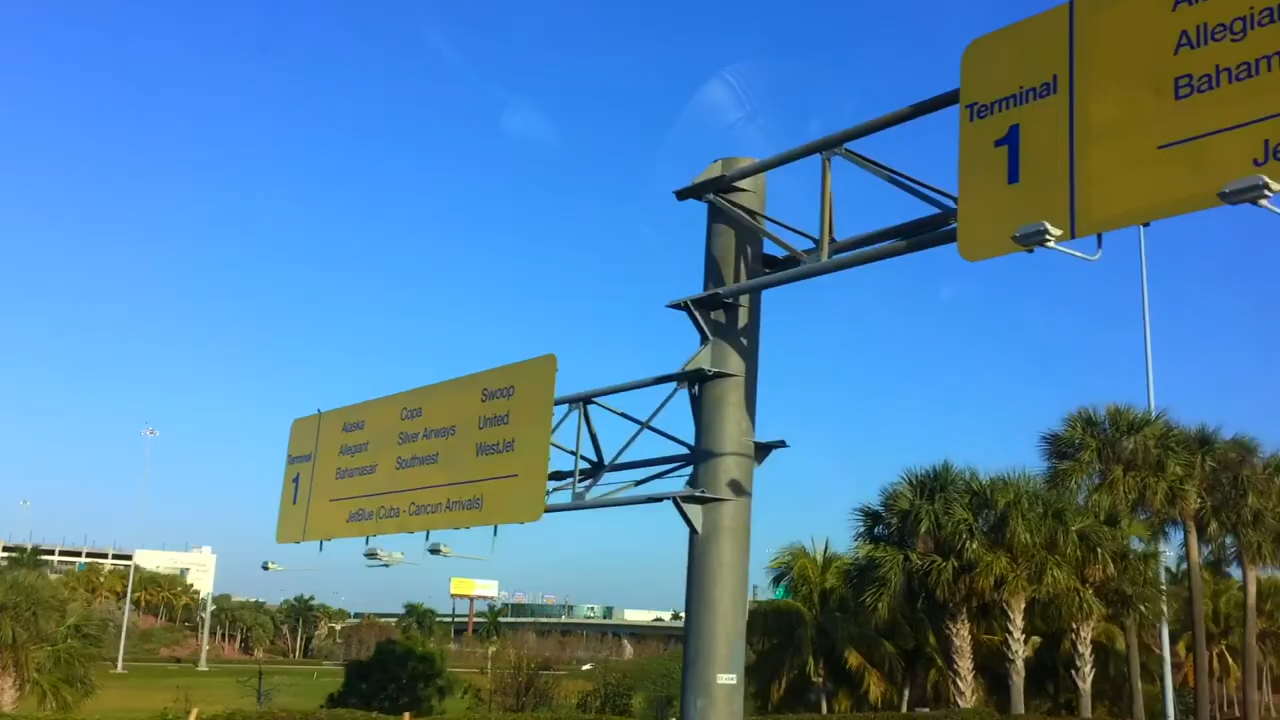 Terminal
1
Alaska
Allegiant
Bahamasair
Copa
Silver Airways
Southwest
Swoop
United
WestJet
JetBlue (Cuba - Cancun Arrivals)
Terminal
1
Allegia
Baham
Je